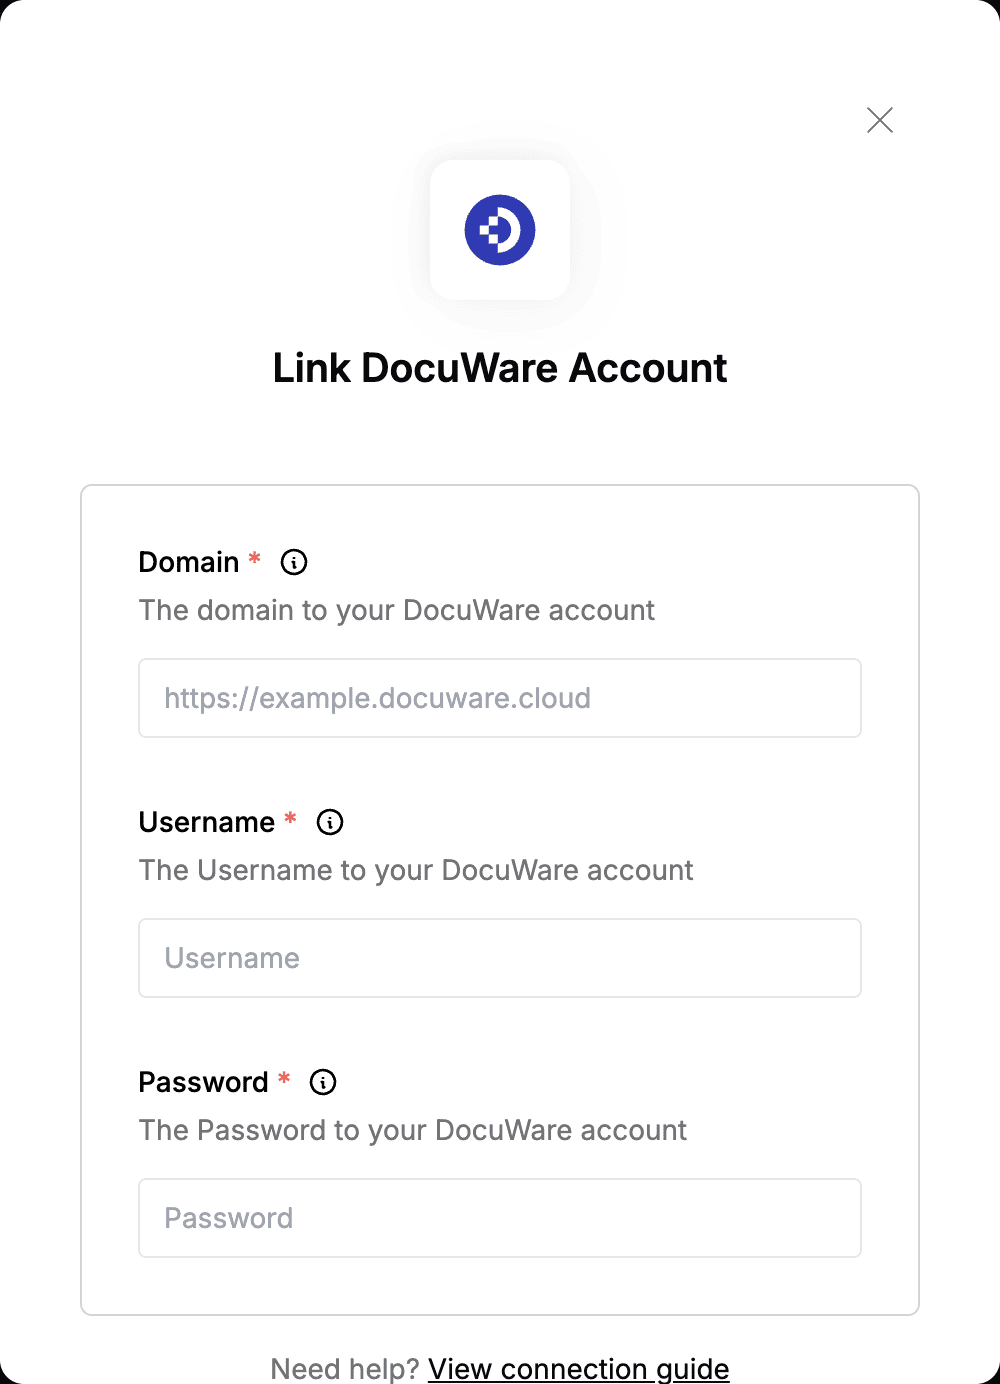 Link DocuWare Account
Domain *
The domain to your DocuWare account
https://example.docuware.cloud
Username *
The Username to your DocuWare account
Username
Password *
The Password to your DocuWare account
Password
Need help? View connection guide